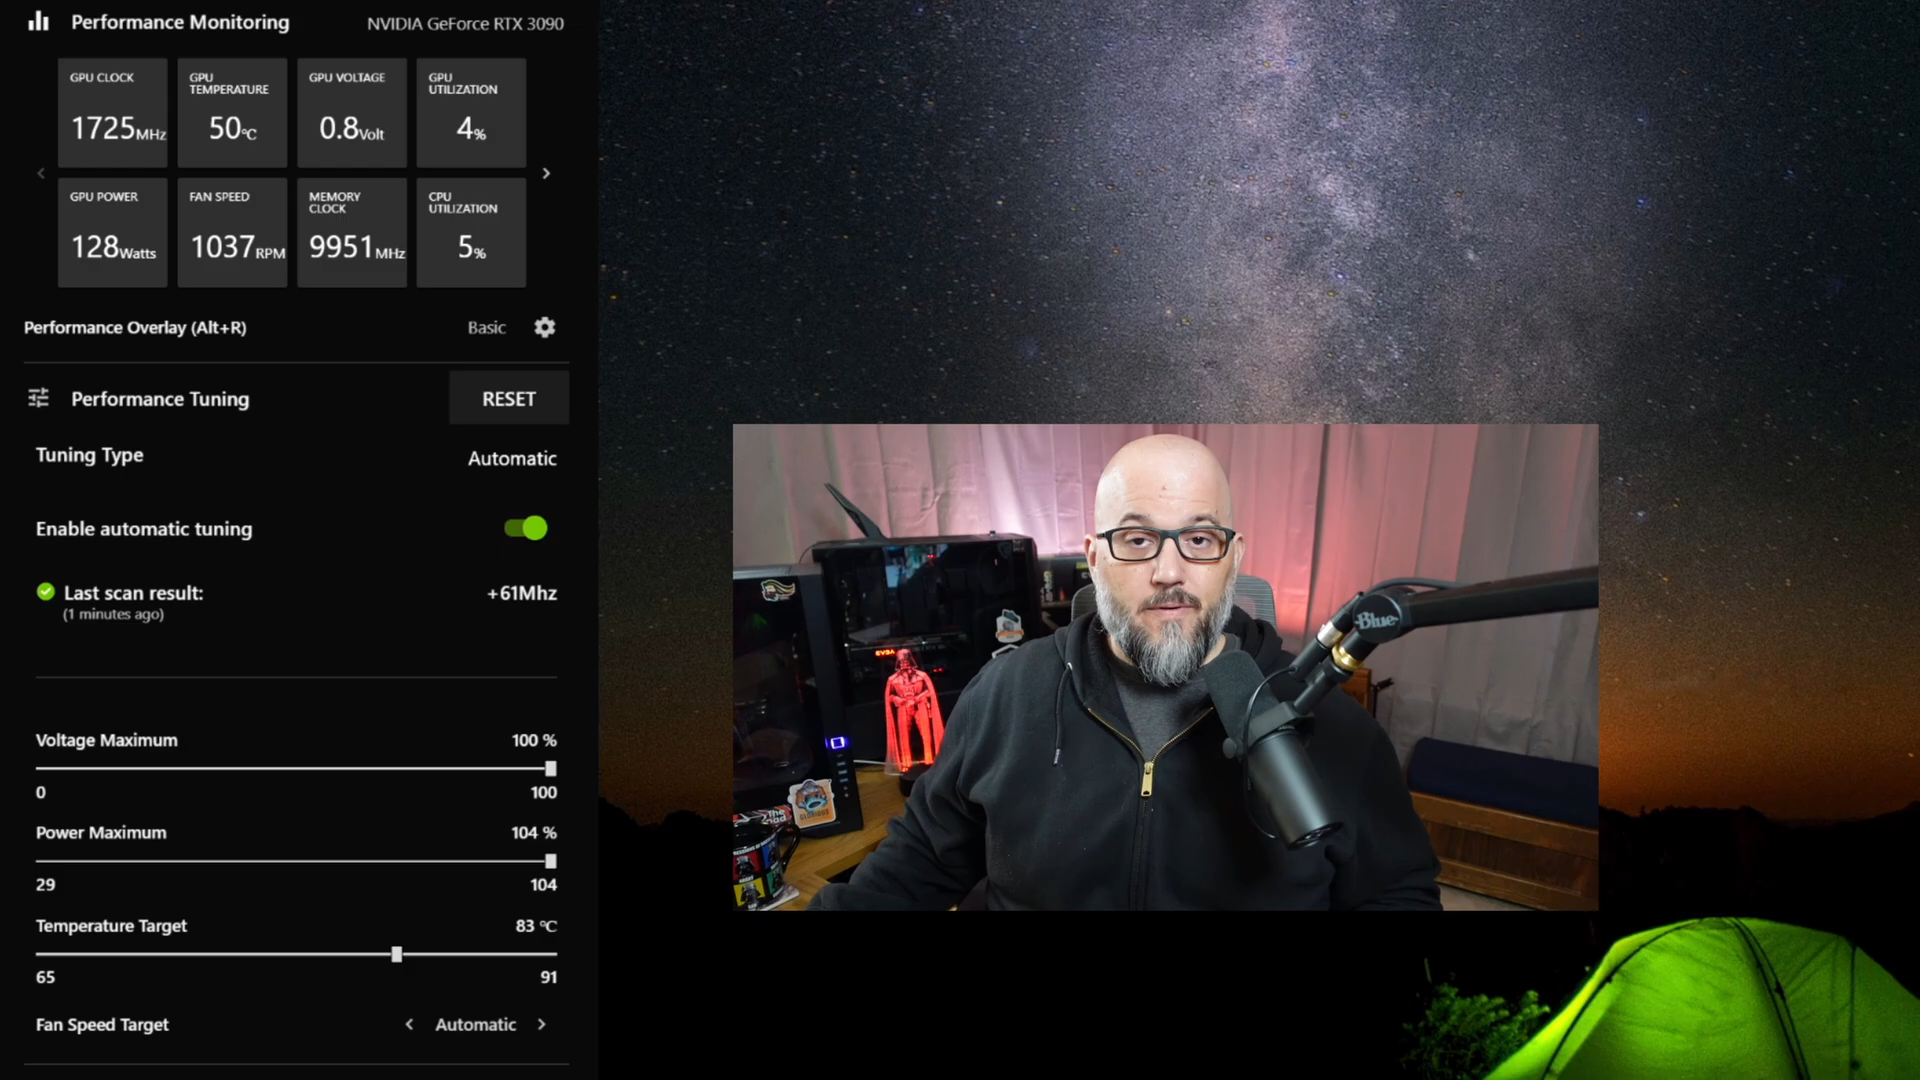 Performance Monitoring
NVIDIA GeForce RTX 3090
GPU CLOCK
1725MHz
GPU
TEMPERATURE
50°C
GPU VOLTAGE
0.8Volt
GPU
UTILIZATION
4%
GPU POWER
128Watts
FAN SPEED
1037RPM
MEMORY
CLOCK
9951MHz
CPU
UTILIZATION
5%
Performance Overlay (Alt+R)
Basic
Performance Tuning
RESET
Tuning Type
Automatic
Enable automatic tuning
Last scan result:
+61Mhz
(1 minutes ago)
Voltage Maximum
100 %
0
100
Power Maximum
104 %
29
104
Temperature Target
83 °C
65
91
Fan Speed Target
< Automatic >
EVGA
Blue
GLORIOUS